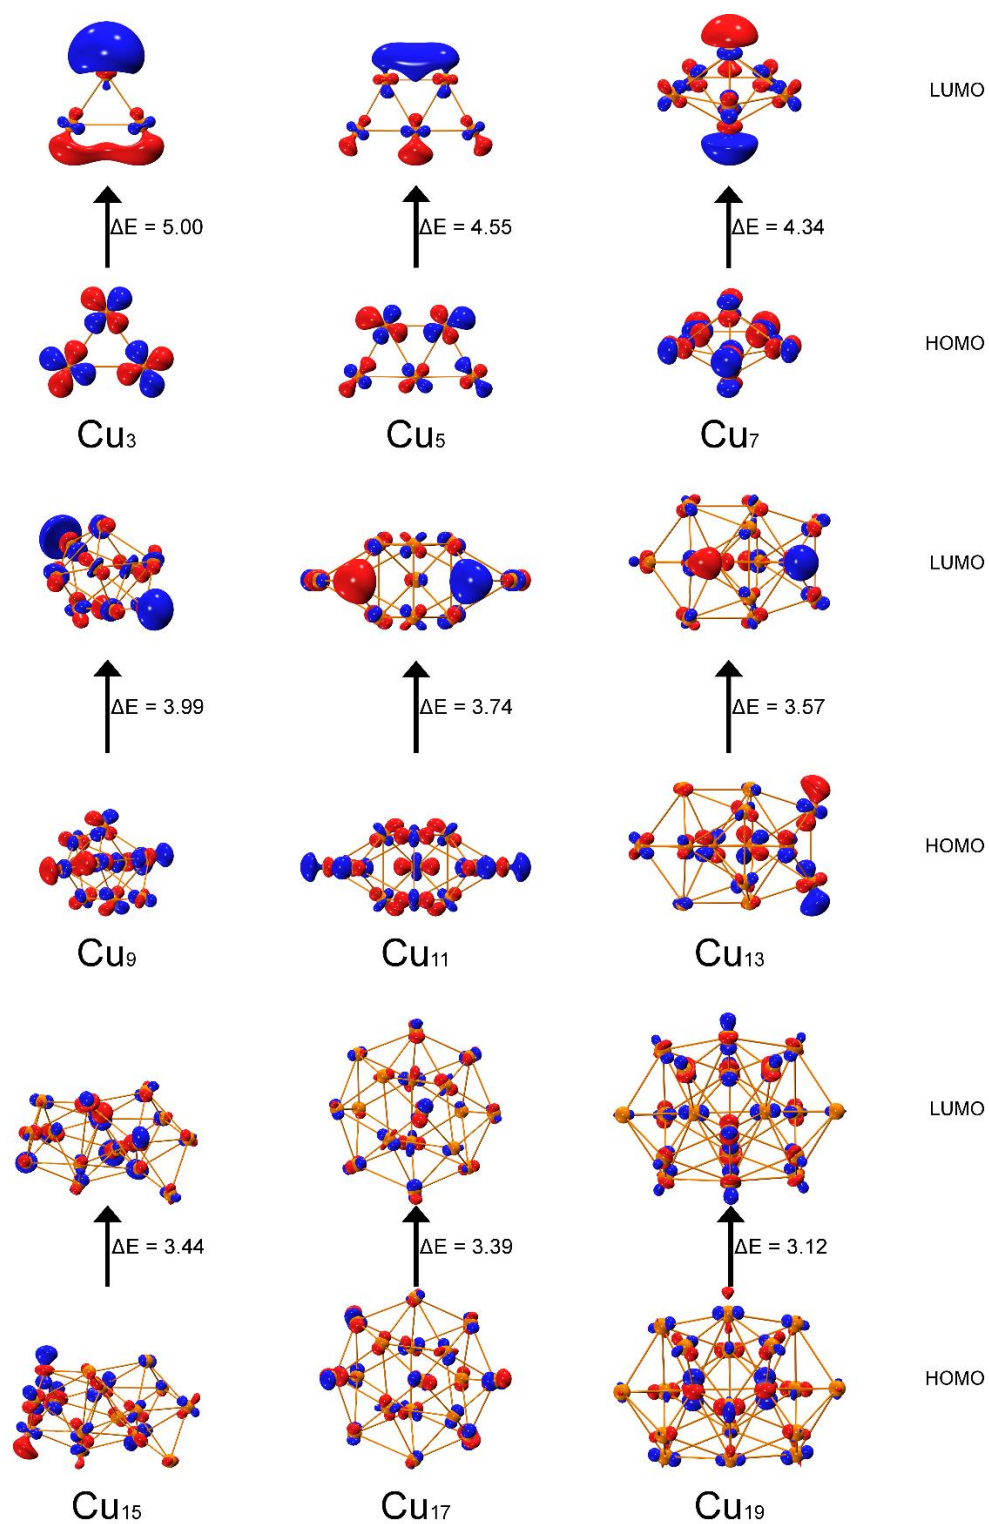 LUMO
ΔE = 5.00 ΔE = 4.55 ΔE = 4.34
HOMO
Cu₃ Cu₅ Cu₇
LUMO
ΔE = 3.99 ΔE = 3.74 ΔE = 3.57
HOMO
Cu₉ Cu₁₁ Cu₁₃
LUMO
ΔE = 3.44 ΔE = 3.39 ΔE = 3.12
HOMO
Cu₁₅ Cu₁₇ Cu₁₉